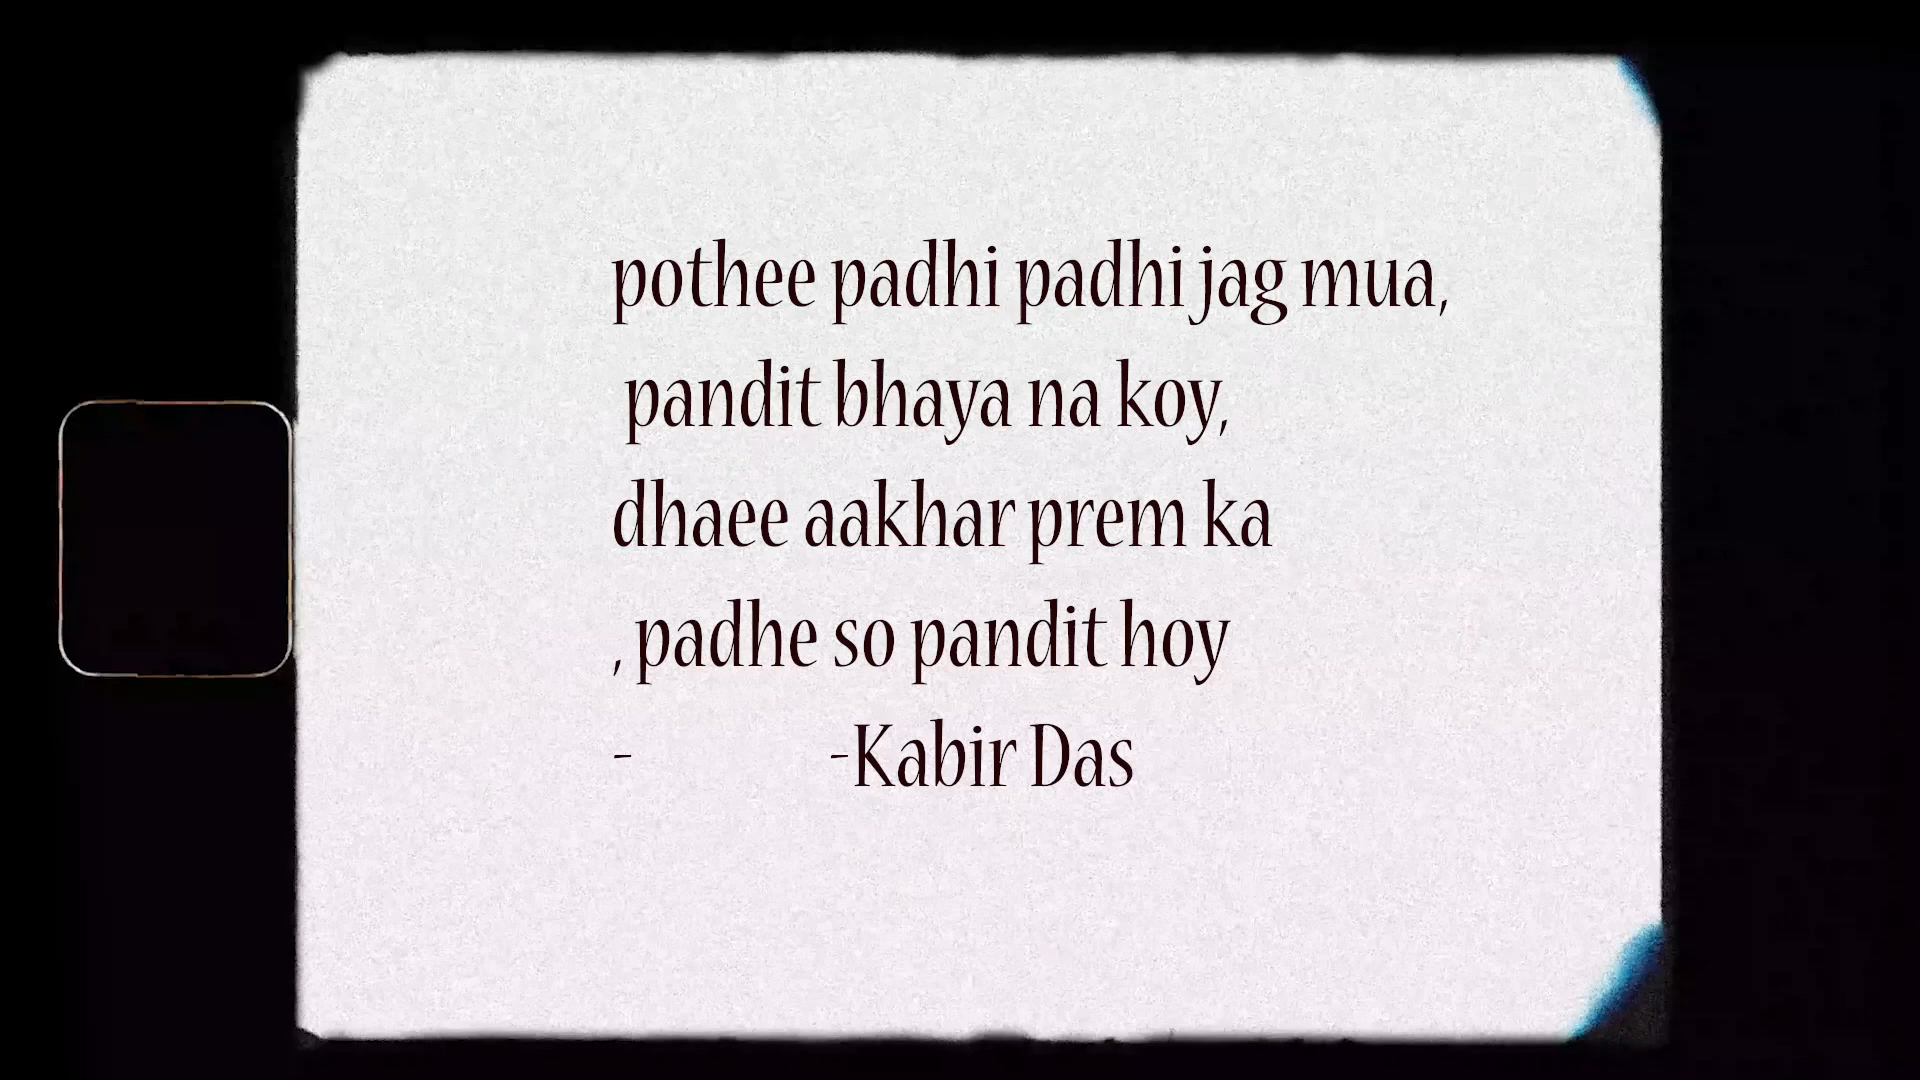 pothee padhi padhi jag mua,
pandit bhaya na koy,
dhaee aakhar prem ka
, padhe so pandit hoy
- -Kabir Das